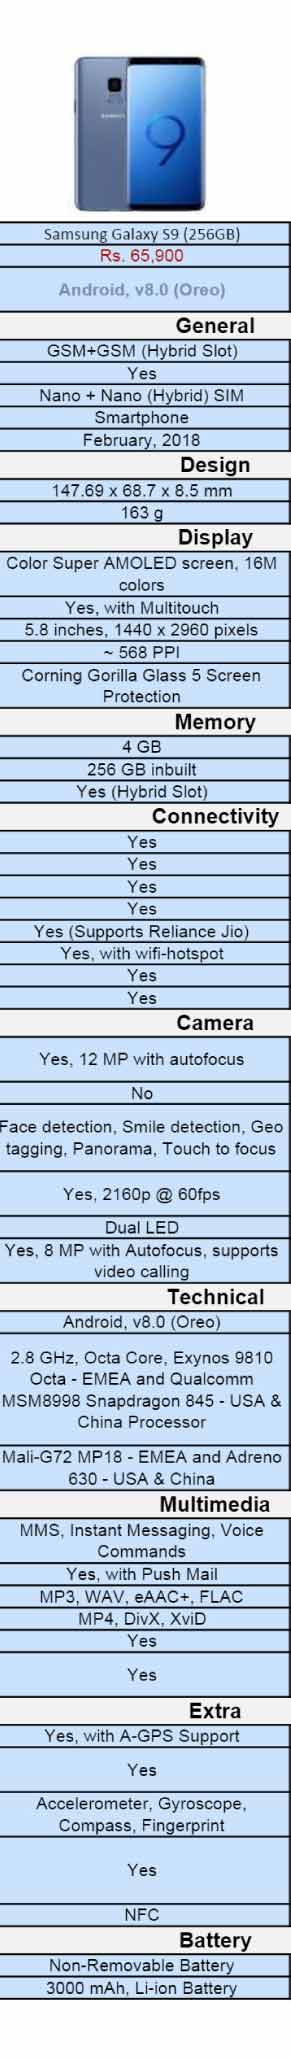 SAMSUNG
9
Samsung Galaxy S9 (256GB)
Rs. 65,900
Android, v8.0 (Oreo)
General
GSM+GSM (Hybrid Slot)
Yes
Nano + Nano (Hybrid) SIM
Smartphone
February, 2018
Design
147.69 x 68.7 x 8.5 mm
163 g
Display
Color Super AMOLED screen, 16M
colors
Yes, with Multitouch
5.8 inches, 1440 x 2960 pixels
~ 568 PPI
Corning Gorilla Glass 5 Screen
Protection
Memory
4 GB
256 GB inbuilt
Yes (Hybrid Slot)
Connectivity
Yes
Yes
Yes
Yes
Yes (Supports Reliance Jio)
Yes, with wifi-hotspot
Yes
Yes
Camera
Yes, 12 MP with autofocus
No
Face detection, Smile detection, Geo
tagging, Panorama, Touch to focus
Yes, 2160p @ 60fps
Dual LED
Yes, 8 MP with Autofocus, supports
video calling
Technical
Android, v8.0 (Oreo)
2.8 GHz, Octa Core, Exynos 9810
Octa - EMEA and Qualcomm
MSM8998 Snapdragon 845 - USA &
China Processor
Mali-G72 MP18 - EMEA and Adreno
630 - USA & China
Multimedia
MMS, Instant Messaging, Voice
Commands
Yes, with Push Mail
MP3, WAV, eAAC+, FLAC
MP4, DivX, XviD
Yes
Yes
Extra
Yes, with A-GPS Support
Yes
Accelerometer, Gyroscope,
Compass, Fingerprint
Yes
NFC
Battery
Non-Removable Battery
3000 mAh, Li-ion Battery